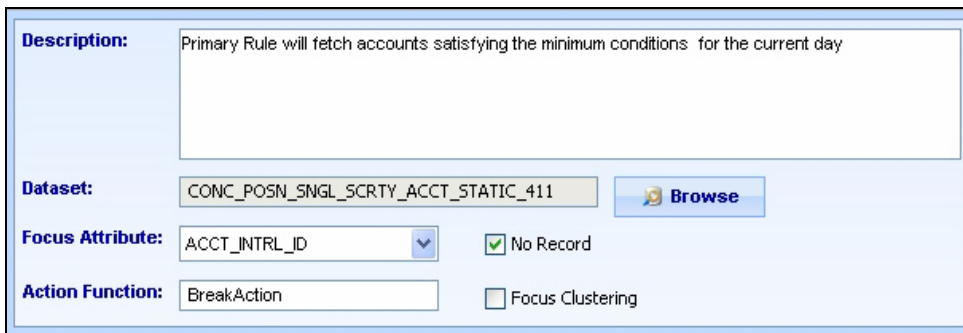 Description: Primary Rule will fetch accounts satisfying the minimum conditions for the current day
Dataset: CONC_POSN_SNGL_SCRTY_ACCT_STATIC_411 Browse
Focus Attribute: ACCT_INTRL_ID No Record
Action Function: BreakAction Focus Clustering